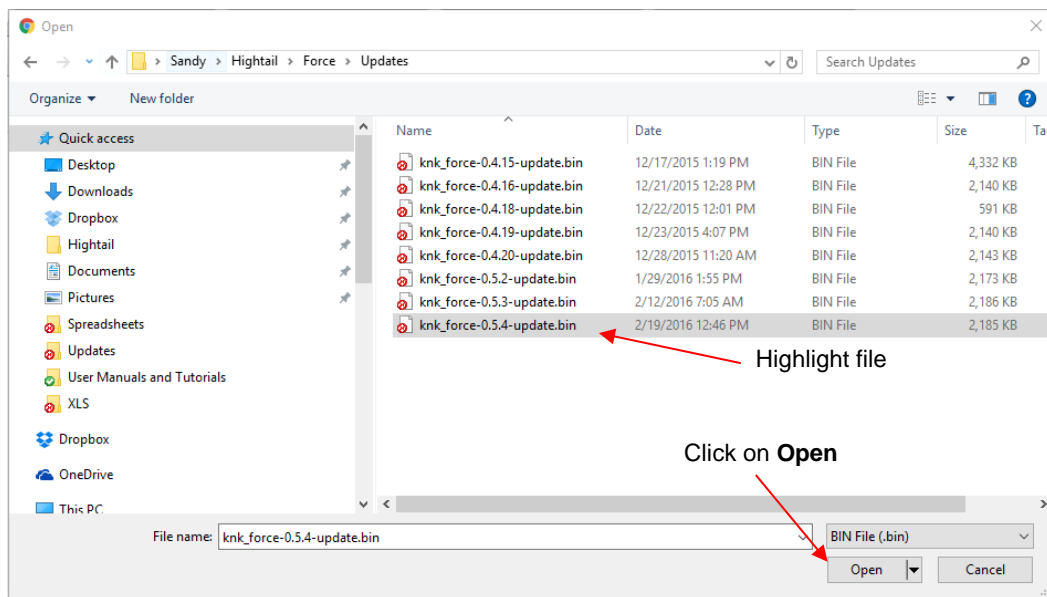 Open
Sandy > Hightail > Force > Updates
Search Updates
Organize New folder
Name Date Type Size
Quick access
Desktop
Downloads
Dropbox
Hightail
Documents
Pictures
Spreadsheets
Updates
User Manuals and Tutorials
XLS
Dropbox
OneDrive
This PC
knk_force-0.4.15-update.bin 12/17/2015 1:19 PM BIN File 4,332 KB
knk_force-0.4.16-update.bin 12/21/2015 12:28 PM BIN File 2,140 KB
knk_force-0.4.18-update.bin 12/22/2015 12:01 PM BIN File 591 KB
knk_force-0.4.19-update.bin 12/23/2015 4:07 PM BIN File 2,140 KB
knk_force-0.4.20-update.bin 12/28/2015 11:20 AM BIN File 2,143 KB
knk_force-0.5.2-update.bin 1/29/2016 1:55 PM BIN File 2,173 KB
knk_force-0.5.3-update.bin 2/12/2016 7:05 AM BIN File 2,186 KB
knk_force-0.5.4-update.bin 2/19/2016 12:46 PM BIN File 2,185 KB
Highlight file
Click on Open
File name: knk_force-0.5.4-update.bin BIN File (.bin)
Open Cancel